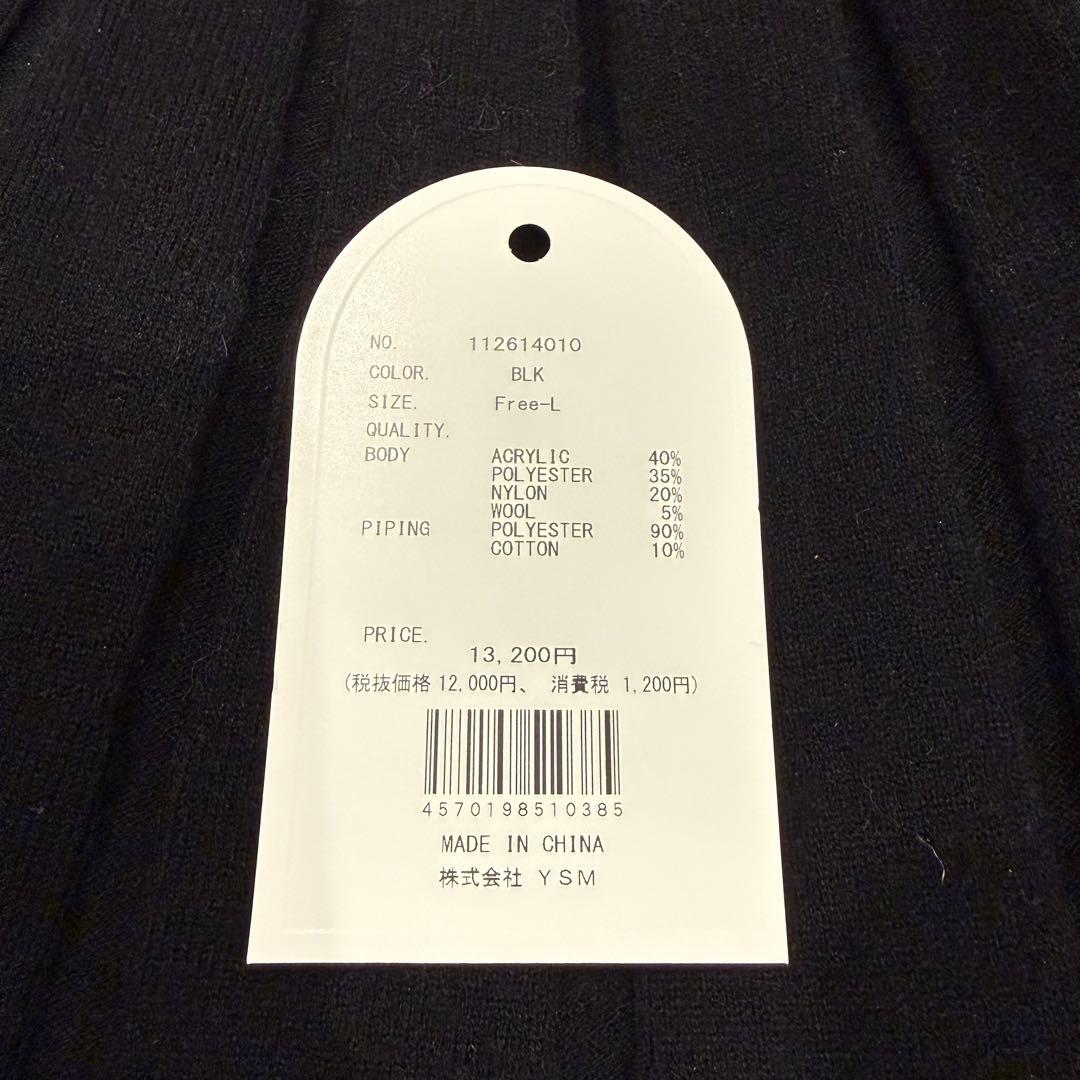 NO. 112614010
COLOR. BLK
SIZE. Free-L
QUALITY.
BODY ACRYLIC 40%
POLYESTER 35%
NYLON 20%
WOOL 5%
PIPING POLYESTER 90%
COTTON 10%
PRICE.
13,200円
(税抜価格 12,000円、 消費税 1,200円)
4570198510385
MADE IN CHINA
株式会社 YSM